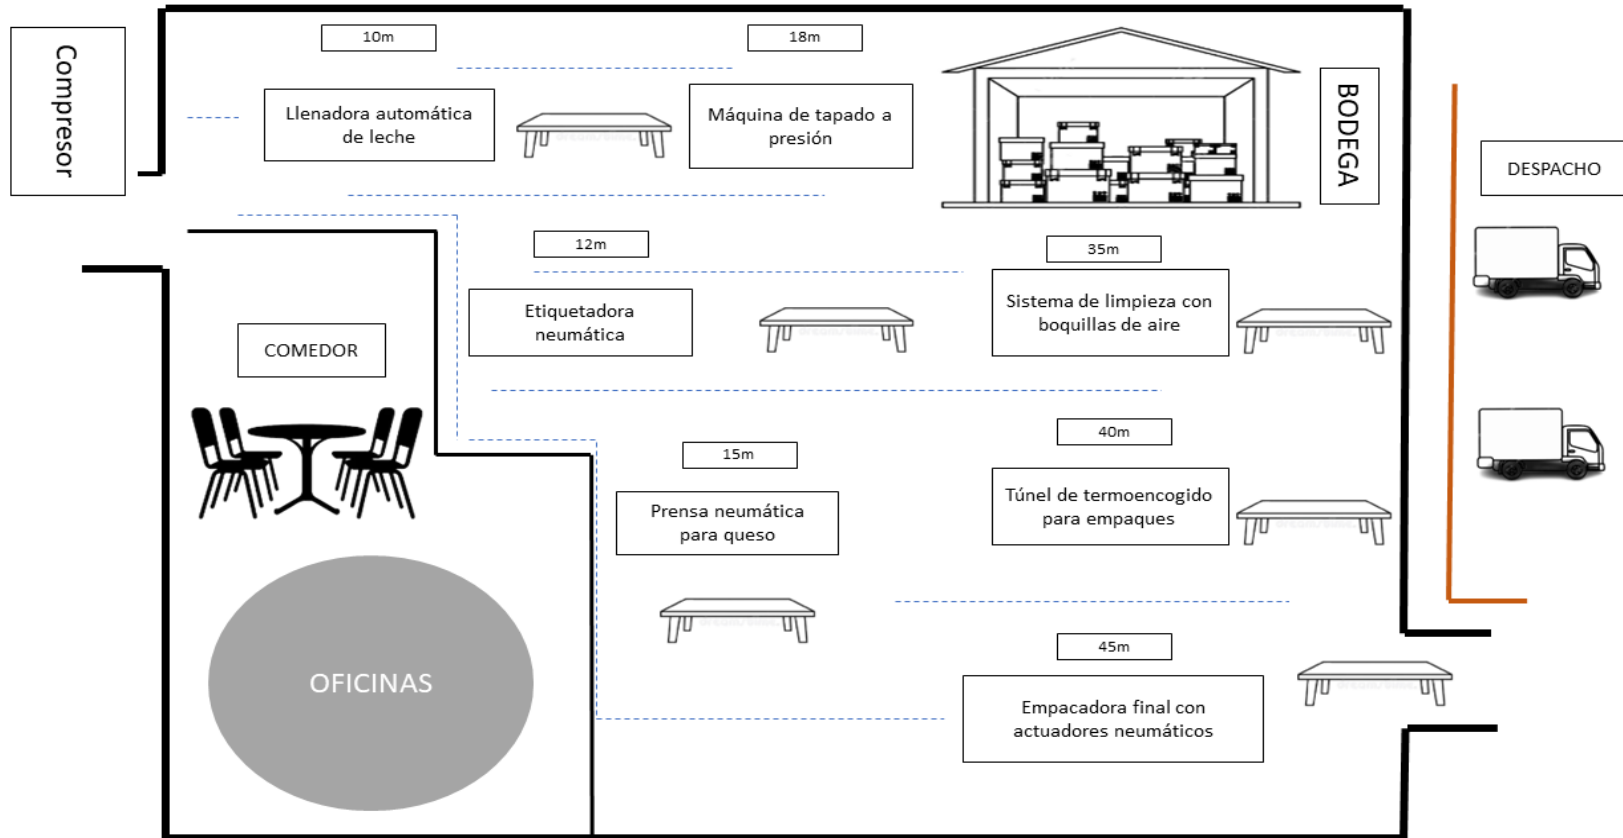 Compresor
10m
18m
Llenadora automática
de leche
Máquina de tapado a
presión
BODEGA
DESPACHO
12m
35m
Etiquetadora
neumática
Sistema de limpieza con
boquillas de aire
COMEDOR
15m
40m
Prensa neumática
para queso
Túnel de termoencogido
para empaques
45m
OFICINAS
Empacadora final con
actuadores neumáticos